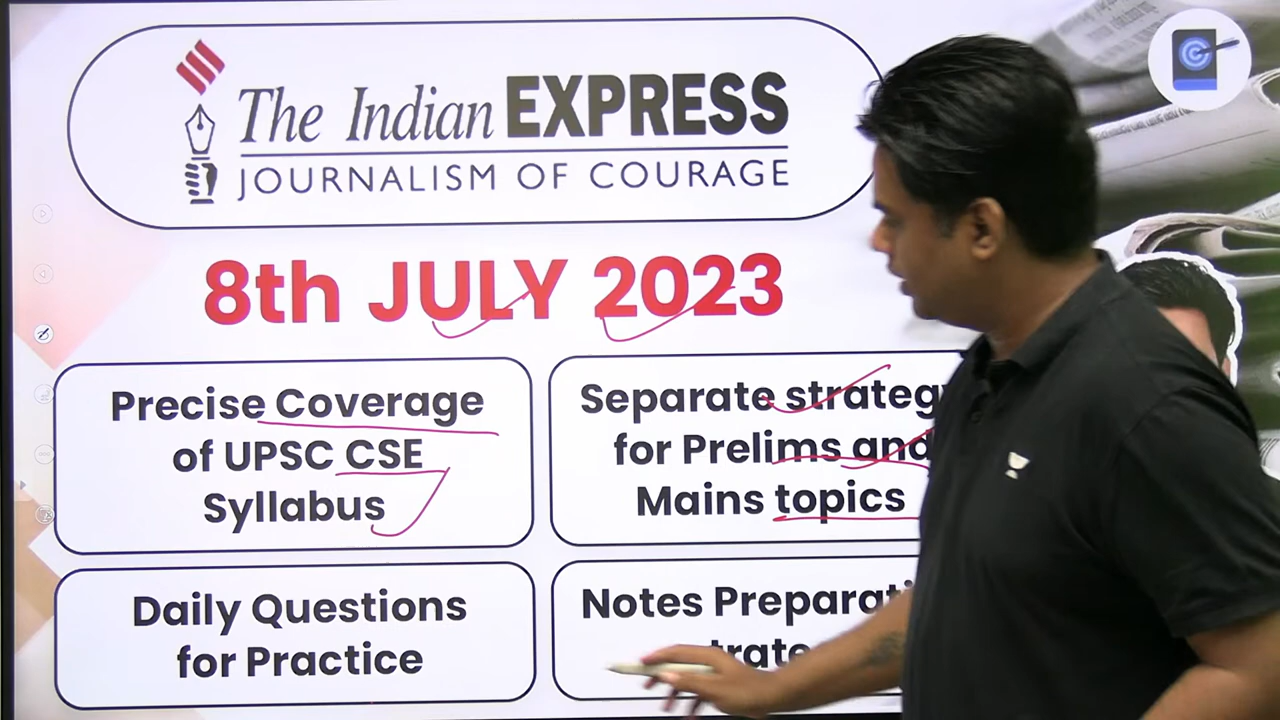 The Indian EXPRESS
JOURNALISM OF COURAGE
8th JULY 2023
Precise Coverage
of UPSC CSE
Syllabus
Separate strateg
for Prelims and
Mains topics
Daily Questions
for Practice
Notes Preparati
trate